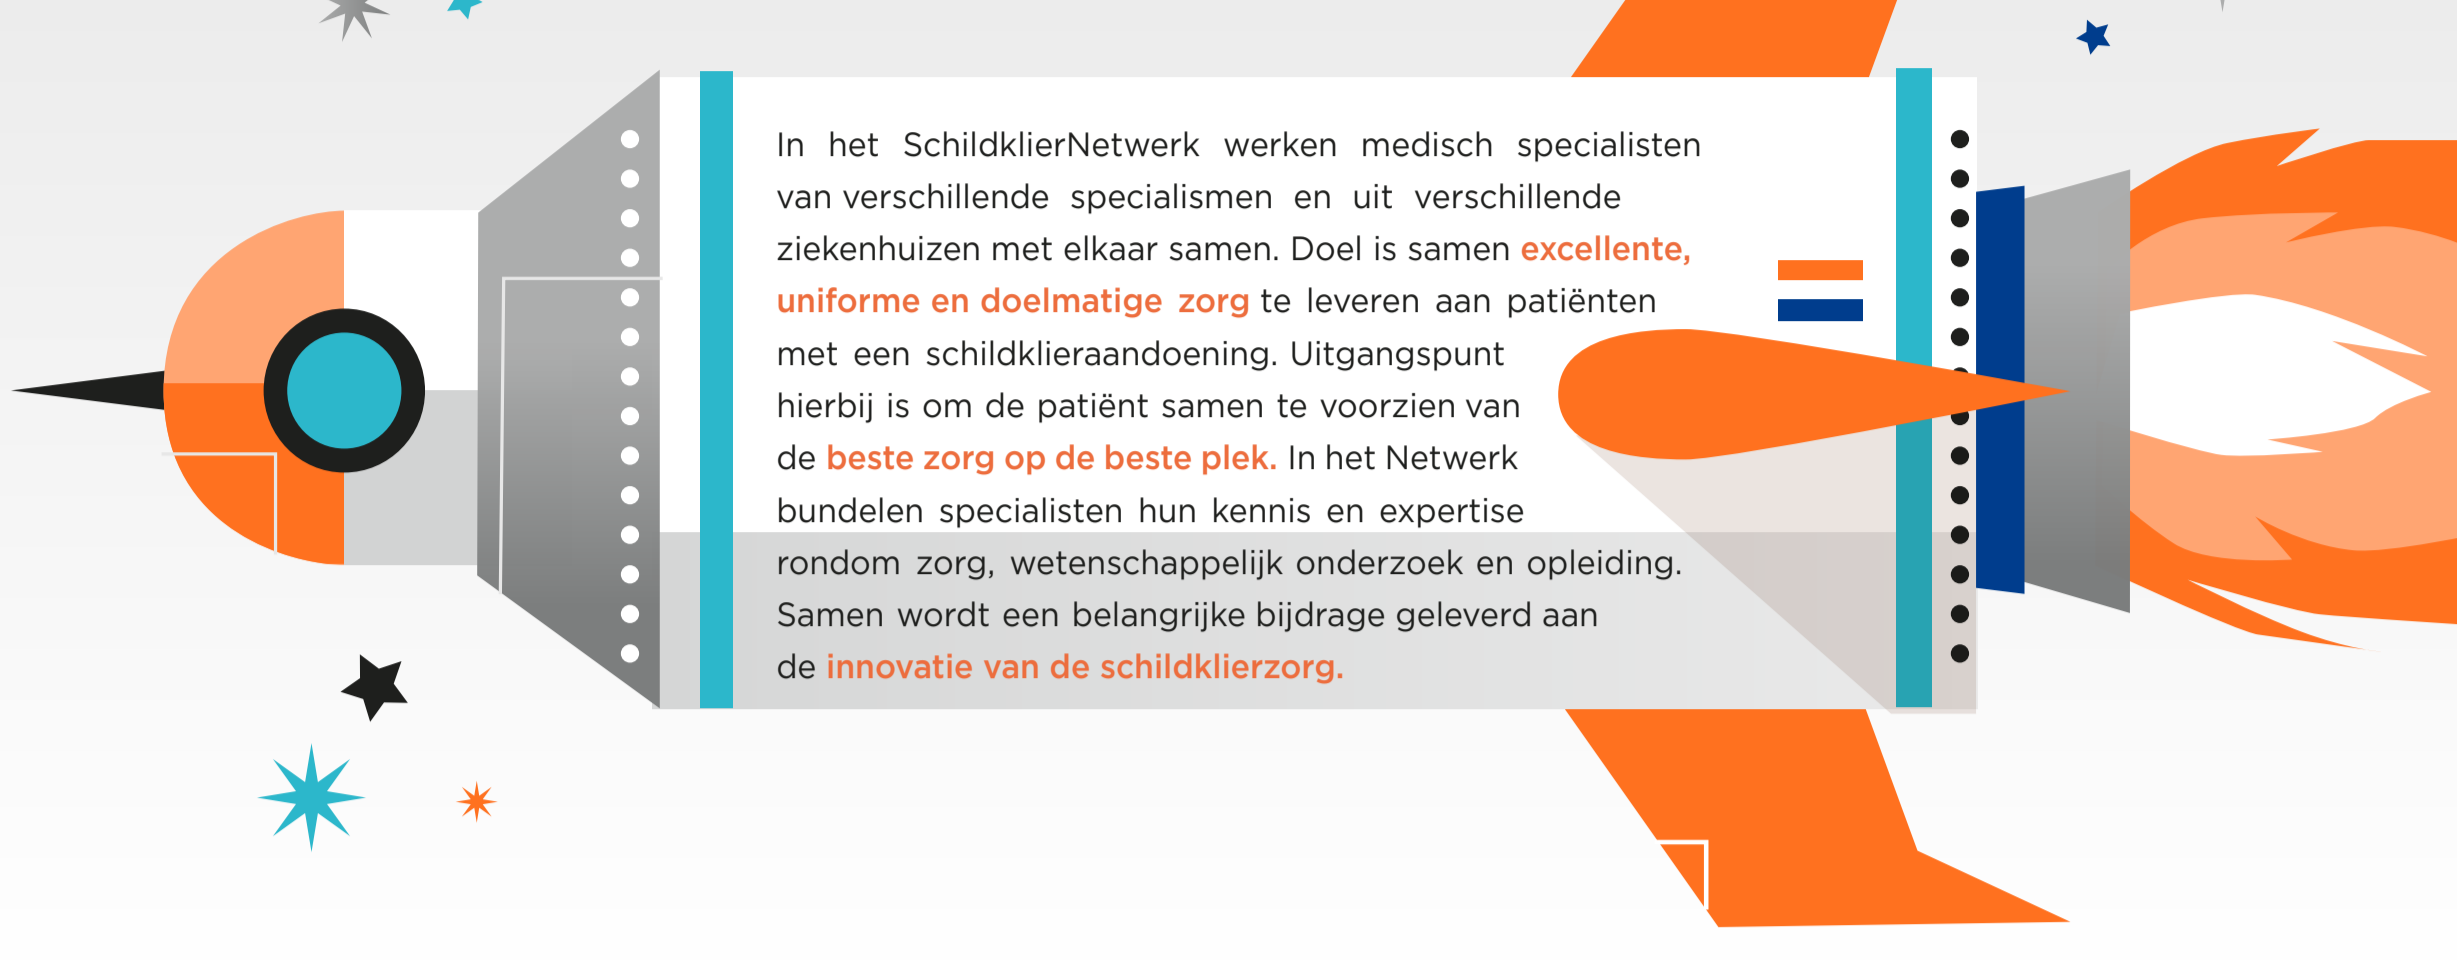 In het SchildklierNetwerk werken medisch specialisten
van verschillende specialismen en uit verschillende
ziekenhuizen met elkaar samen. Doel is samen excellente,
uniforme en doelmatige zorg te leveren aan patiënten
met een schildklieraandoening. Uitgangspunt
hierbij is om de patiënt samen te voorzien van
de beste zorg op de beste plek. In het Netwerk
bundelen specialisten hun kennis en expertise
rondom zorg, wetenschappelijk onderzoek en opleiding.
Samen wordt een belangrijke bijdrage geleverd aan
de innovatie van de schildklierzorg.